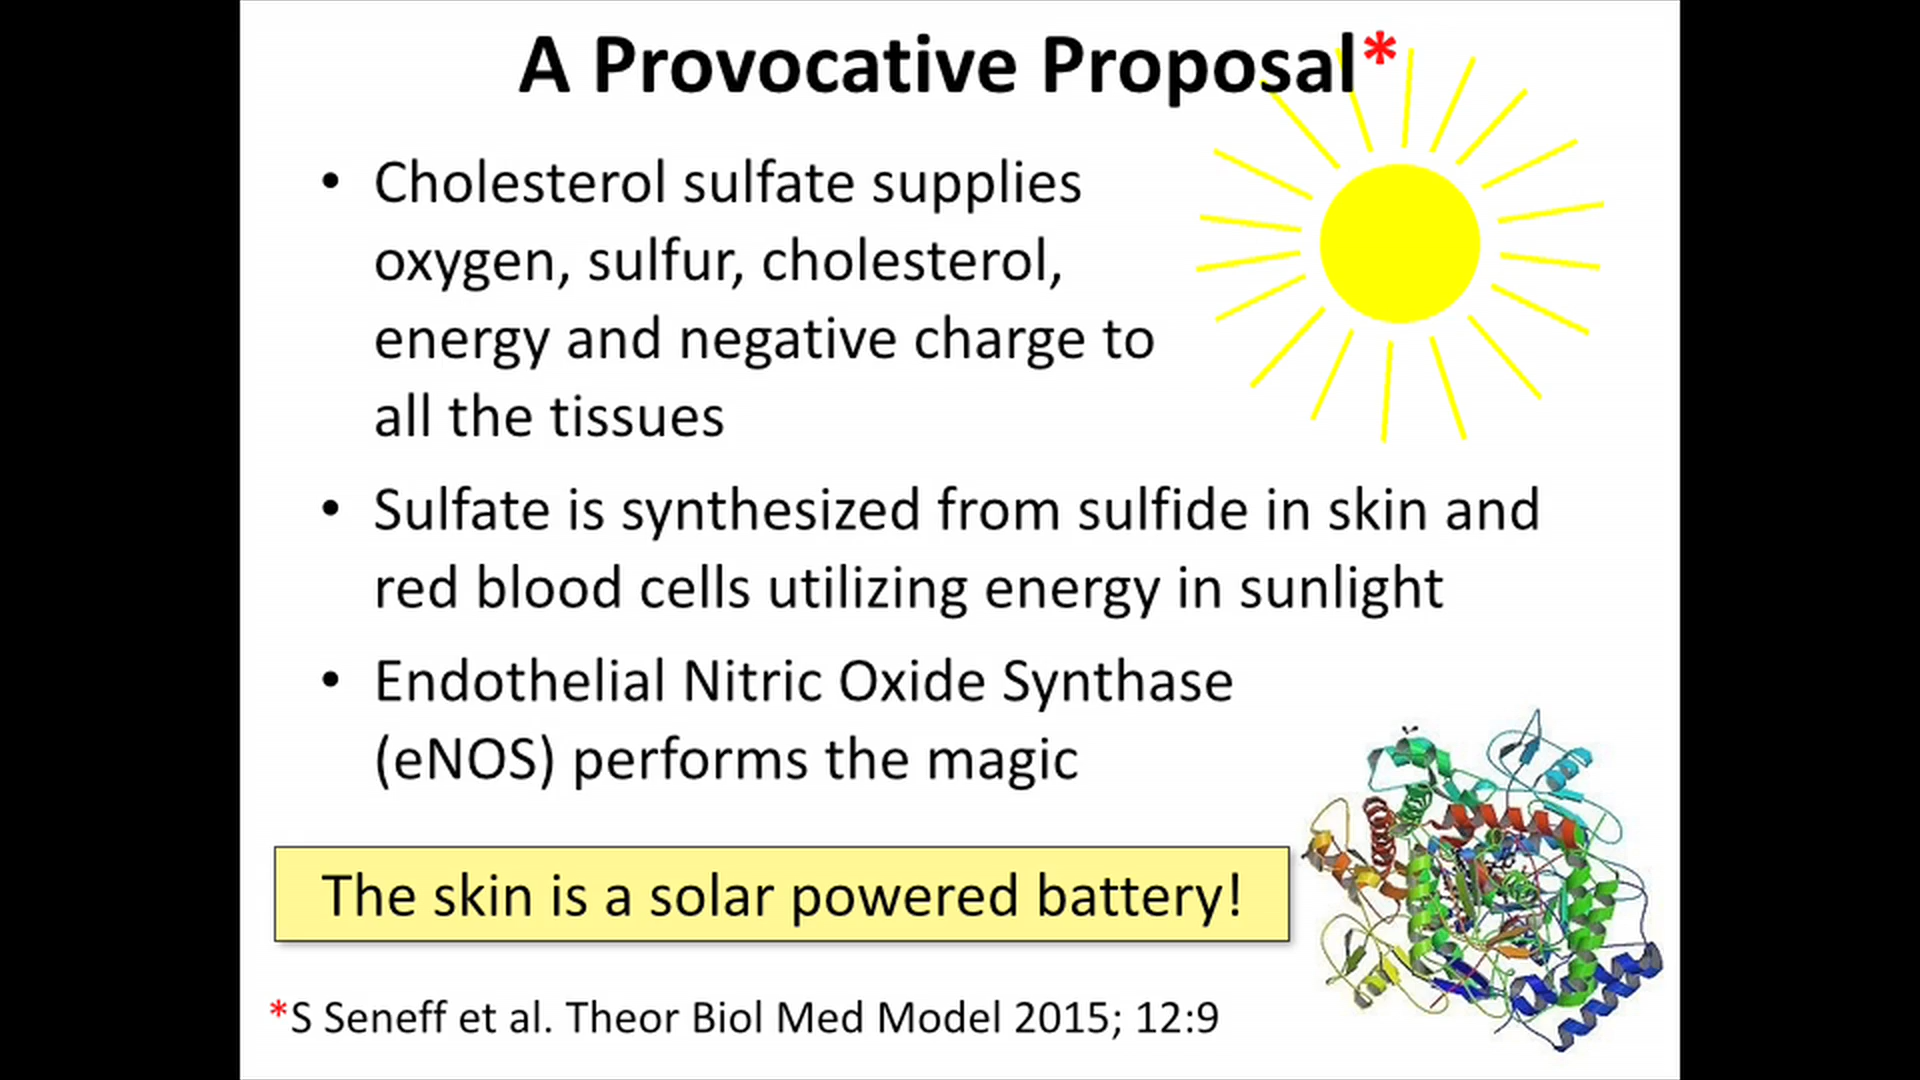 A Provocative Proposal*
• Cholesterol sulfate supplies
oxygen, sulfur, cholesterol,
energy and negative charge to
all the tissues
• Sulfate is synthesized from sulfide in skin and
red blood cells utilizing energy in sunlight
• Endothelial Nitric Oxide Synthase
(eNOS) performs the magic
The skin is a solar powered battery!
*S Seneff et al. Theor Biol Med Model 2015; 12:9